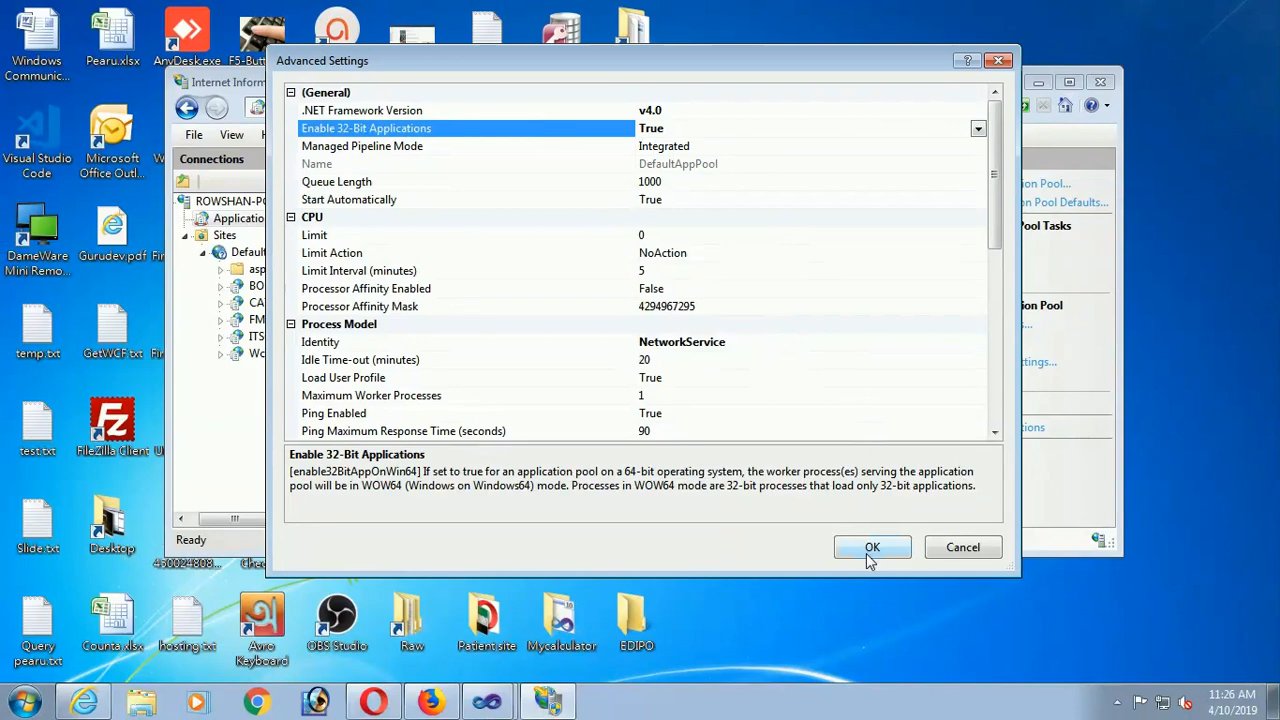 Windows
Communic...
Pearu.xlsx
AnyDesk.exe
F5-Butt
Visual Studio
Code
Microsoft
Office Outl...
DameWare
Mini Remo...
Gurudev.pdf
temp.txt
GetWCF.txt
test.txt
FileZilla Client
Slide.txt
Desktop
Query
pearu.txt
Counta.xlsx
hosting.txt
Avro
Keyboard
OBS Studio
Raw
Patient site
Mycalculator
EDIPO
Internet Inform
File
View
Connections
ROWSHAN-PC
Applicatio
Sites
Default
asp
BO
CA
FM
ITS
Wc
Ready
Advanced Settings
(General)
.NET Framework Version v4.0
Enable 32-Bit Applications True
Managed Pipeline Mode Integrated
Name DefaultAppPool
Queue Length 1000
Start Automatically True
CPU
Limit 0
Limit Action NoAction
Limit Interval (minutes) 5
Processor Affinity Enabled False
Processor Affinity Mask 4294967295
Process Model
Identity NetworkService
Idle Time-out (minutes) 20
Load User Profile True
Maximum Worker Processes 1
Ping Enabled True
Ping Maximum Response Time (seconds) 90
Enable 32-Bit Applications
[enable32BitAppOnWin64] If set to true for an application pool on a 64-bit operating system, the worker process(es) serving the application
pool will be in WOW64 (Windows on Windows64) mode. Processes in WOW64 mode are 32-bit processes that load only 32-bit applications.
OK
Cancel
ion Pool...
on Pool Defaults...
Pool Tasks
ion Pool
ettings...
tions
11:26 AM
4/10/2019